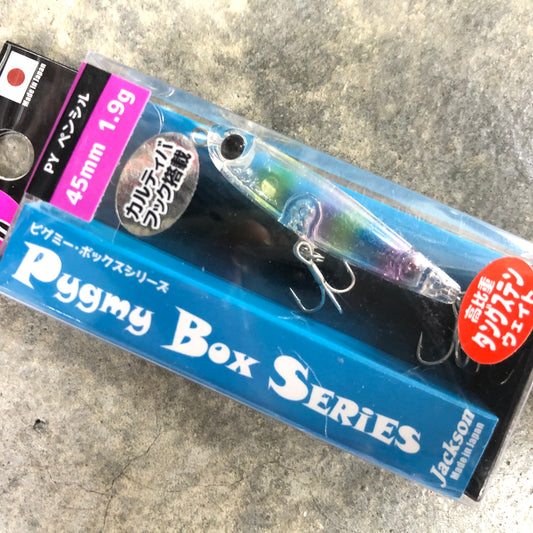 Made in Japan
PY ペンシル
45mm 1.9g
カルティバ
フック搭載
ピグミー・ボックスシリーズ
Pygmy Box SERiES
高比重
タングステン
ウェイト
Jackson
Made in Japan